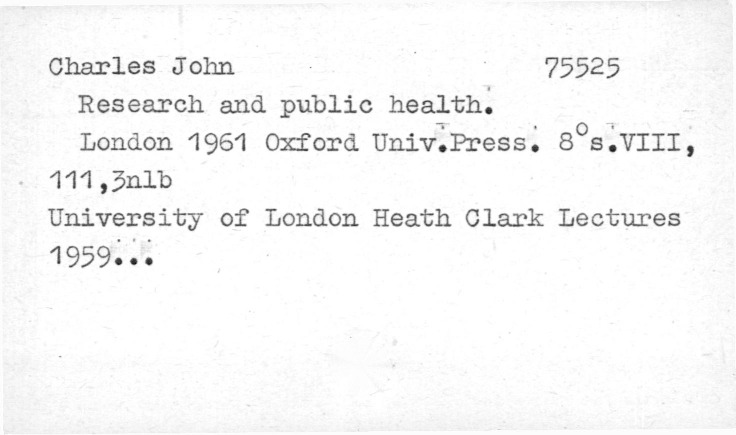 Charles John 75525
Research and public health.
London 1961 Oxford Univ.Press. 8°s.VIII,
111,3nlb
University of London Heath Clark Lectures
1959...